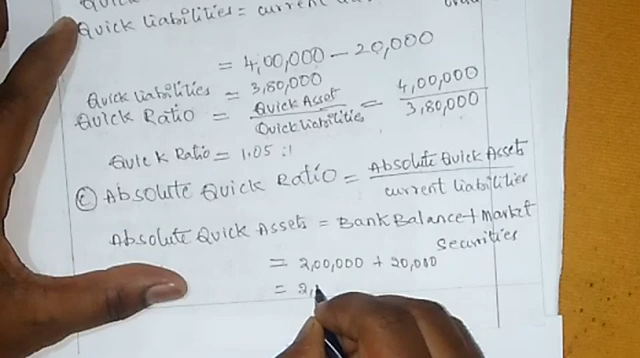 Quick liabilities = current
= 4,00,000 – 20,000
Quick liabilities = 3,80,000
Quick Ratio = Quick Asset / Quick liabilities = 4,00,000 / 3,80,000
Quick Ratio = 1.05 : 1
(C) Absolute Quick Ratio = Absolute Quick Assets / current liabilities
Absolute Quick Assets = Bank Balance + Market
Securities
= 2,00,000 + 20,000
= 2,